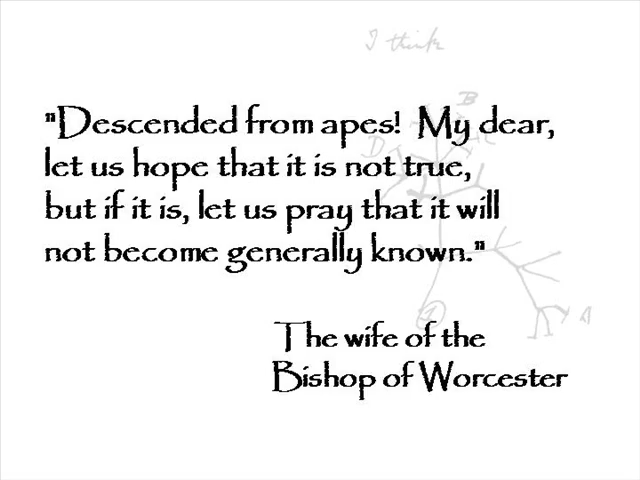 I think
B
D
C
"Descended from apes! My dear,
let us hope that it is not true,
but if it is, let us pray that it will
not become generally known."
1
A
The wife of the
Bishop of Worcester